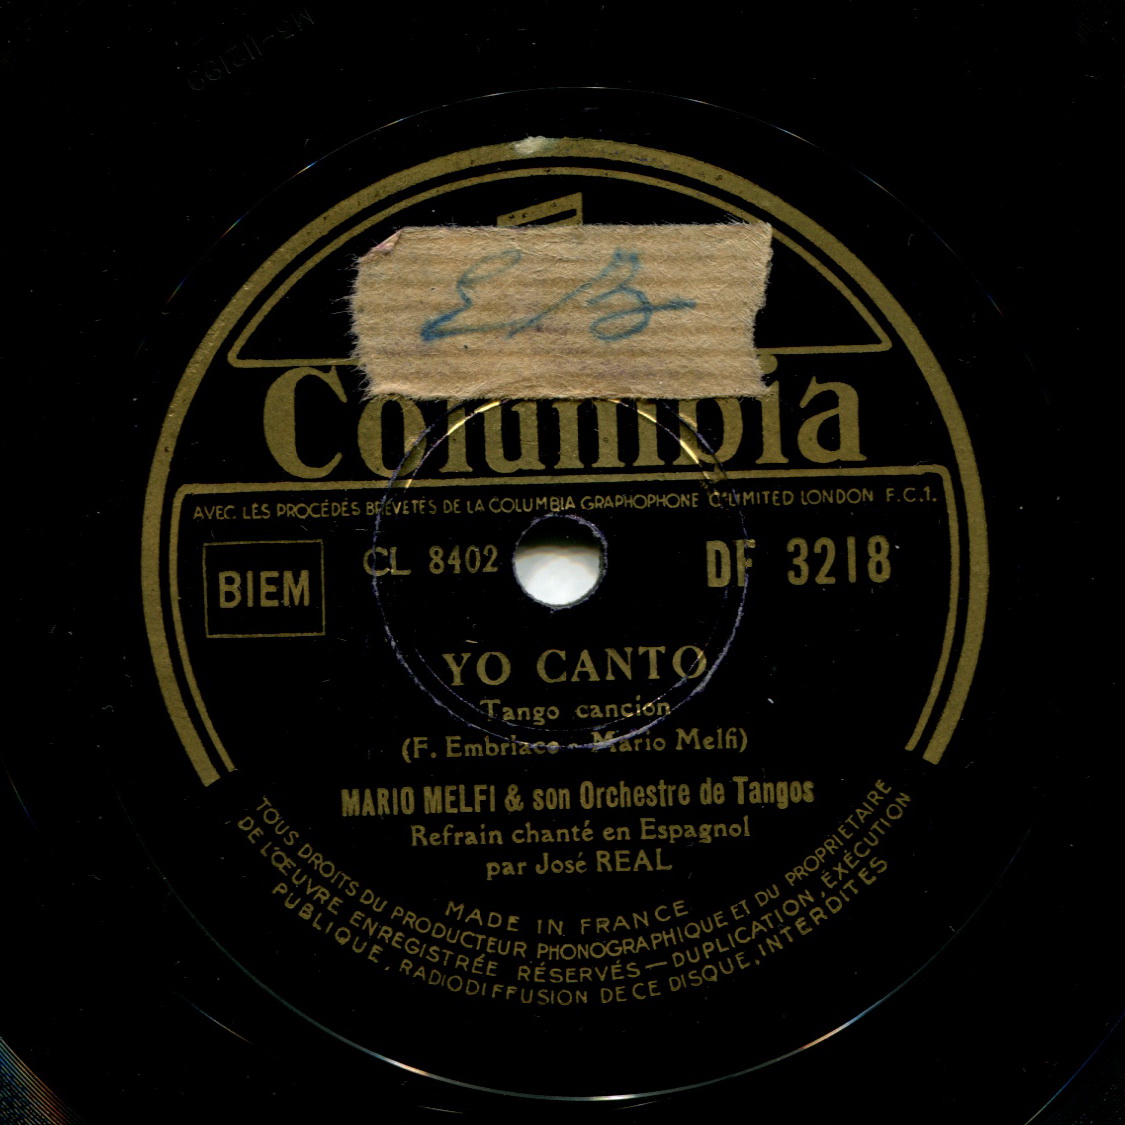 Columbia
AVEC LES PROCÉDÉS BREVETÉS DE LA COLUMBIA GRAPHOPHONE Cº LIMITED LONDON F.C.1.
BIEM
CL 8402
DF 3218
YO CANTO
Tango canción
(F. Embriaco - Mario Melfi)
MARIO MELFI & son Orchestre de Tangos
Refrain chanté en Espagnol
par José REAL
MADE IN FRANCE
TOUS DROITS DU PRODUCTEUR PHONOGRAPHIQUE ET DU PROPRIÉTAIRE
DE L'ŒUVRE ENREGISTRÉE RÉSERVÉS — DUPLICATION, EXÉCUTION
PUBLIQUE, RADIODIFFUSION DE CE DISQUE, INTERDITES